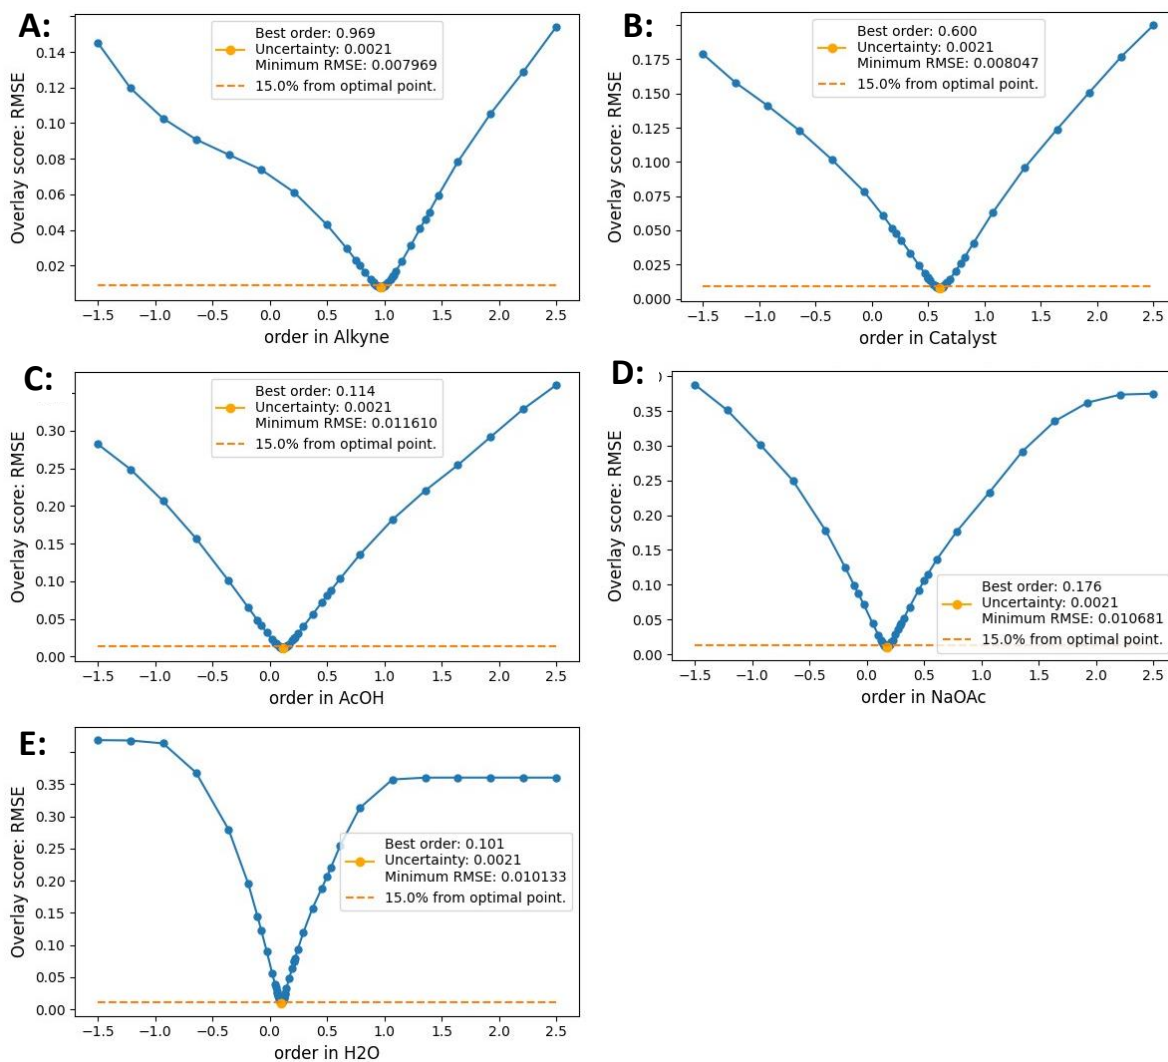 A:
Best order: 0.969
Uncertainty: 0.0021
Minimum RMSE: 0.007969
15.0% from optimal point.
Overlay score: RMSE
0.14
0.12
0.10
0.08
0.06
0.04
0.02
−1.5 −1.0 −0.5 0.0 0.5 1.0 1.5 2.0 2.5
order in Alkyne
B:
Best order: 0.600
Uncertainty: 0.0021
Minimum RMSE: 0.008047
15.0% from optimal point.
Overlay score: RMSE
0.175
0.150
0.125
0.100
0.075
0.050
0.025
0.000
−1.5 −1.0 −0.5 0.0 0.5 1.0 1.5 2.0 2.5
order in Catalyst
C:
Best order: 0.114
Uncertainty: 0.0021
Minimum RMSE: 0.011610
15.0% from optimal point.
Overlay score: RMSE
0.30
0.25
0.20
0.15
0.10
0.05
0.00
−1.5 −1.0 −0.5 0.0 0.5 1.0 1.5 2.0 2.5
order in AcOH
D:
Overlay score: RMSE
0.35
0.30
0.25
0.20
0.15
0.10
0.05
0.00
Best order: 0.176
Uncertainty: 0.0021
Minimum RMSE: 0.010681
15.0% from optimal point.
−1.5 −1.0 −0.5 0.0 0.5 1.0 1.5 2.0 2.5
order in NaOAc
E:
Overlay score: RMSE
0.35
0.30
0.25
0.20
0.15
0.10
0.05
0.00
Best order: 0.101
Uncertainty: 0.0021
Minimum RMSE: 0.010133
15.0% from optimal point.
−1.5 −1.0 −0.5 0.0 0.5 1.0 1.5 2.0 2.5
order in H2O